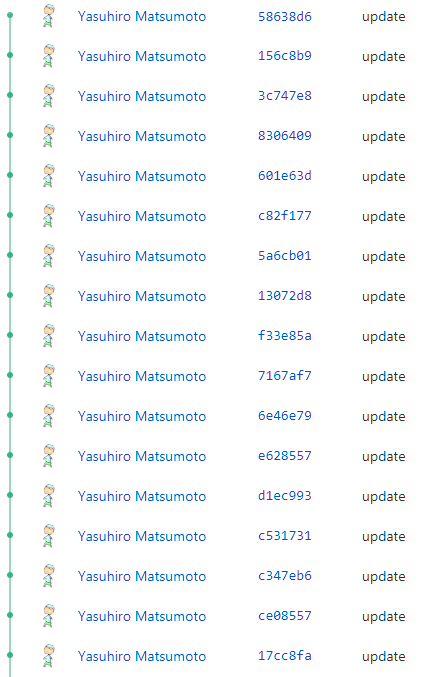 Yasuhiro Matsumoto 58638d6 update
Yasuhiro Matsumoto 156c8b9 update
Yasuhiro Matsumoto 3c747e8 update
Yasuhiro Matsumoto 8306409 update
Yasuhiro Matsumoto 601e63d update
Yasuhiro Matsumoto c82f177 update
Yasuhiro Matsumoto 5a6cb01 update
Yasuhiro Matsumoto 13072d8 update
Yasuhiro Matsumoto f33e85a update
Yasuhiro Matsumoto 7167af7 update
Yasuhiro Matsumoto 6e46e79 update
Yasuhiro Matsumoto e628557 update
Yasuhiro Matsumoto d1ec993 update
Yasuhiro Matsumoto c531731 update
Yasuhiro Matsumoto c347eb6 update
Yasuhiro Matsumoto ce08557 update
Yasuhiro Matsumoto 17cc8fa update